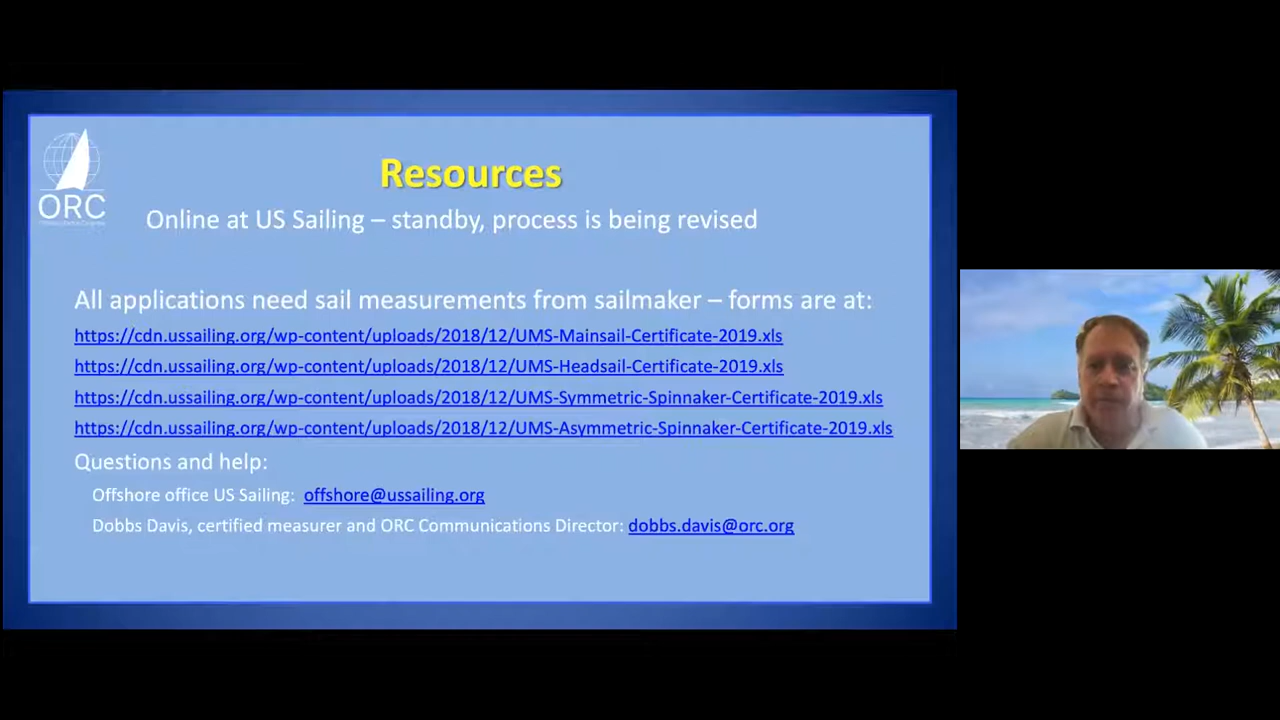 ORC
Resources
Online at US Sailing – standby, process is being revised
All applications need sail measurements from sailmaker – forms are at:
https://cdn.ussailing.org/wp-content/uploads/2018/12/UMS-Mainsail-Certificate-2019.xls
https://cdn.ussailing.org/wp-content/uploads/2018/12/UMS-Headsail-Certificate-2019.xls
https://cdn.ussailing.org/wp-content/uploads/2018/12/UMS-Symmetric-Spinnaker-Certificate-2019.xls
https://cdn.ussailing.org/wp-content/uploads/2018/12/UMS-Asymmetric-Spinnaker-Certificate-2019.xls
Questions and help:
Offshore office US Sailing: offshore@ussailing.org
Dobbs Davis, certified measurer and ORC Communications Director: dobbs.davis@orc.org